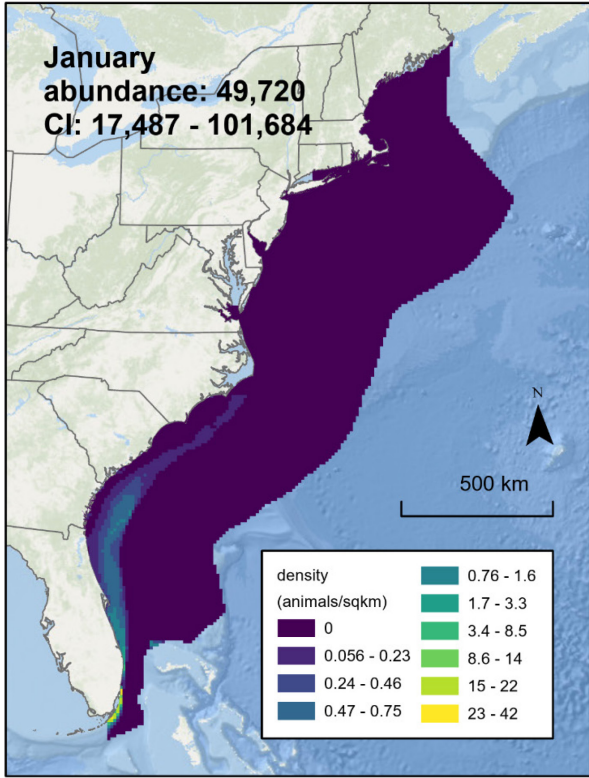 January
abundance: 49,720
CI: 17,487 - 101,684
N
500 km
density
(animals/sqkm)
0
0.056 - 0.23
0.24 - 0.46
0.47 - 0.75
0.76 - 1.6
1.7 - 3.3
3.4 - 8.5
8.6 - 14
15 - 22
23 - 42